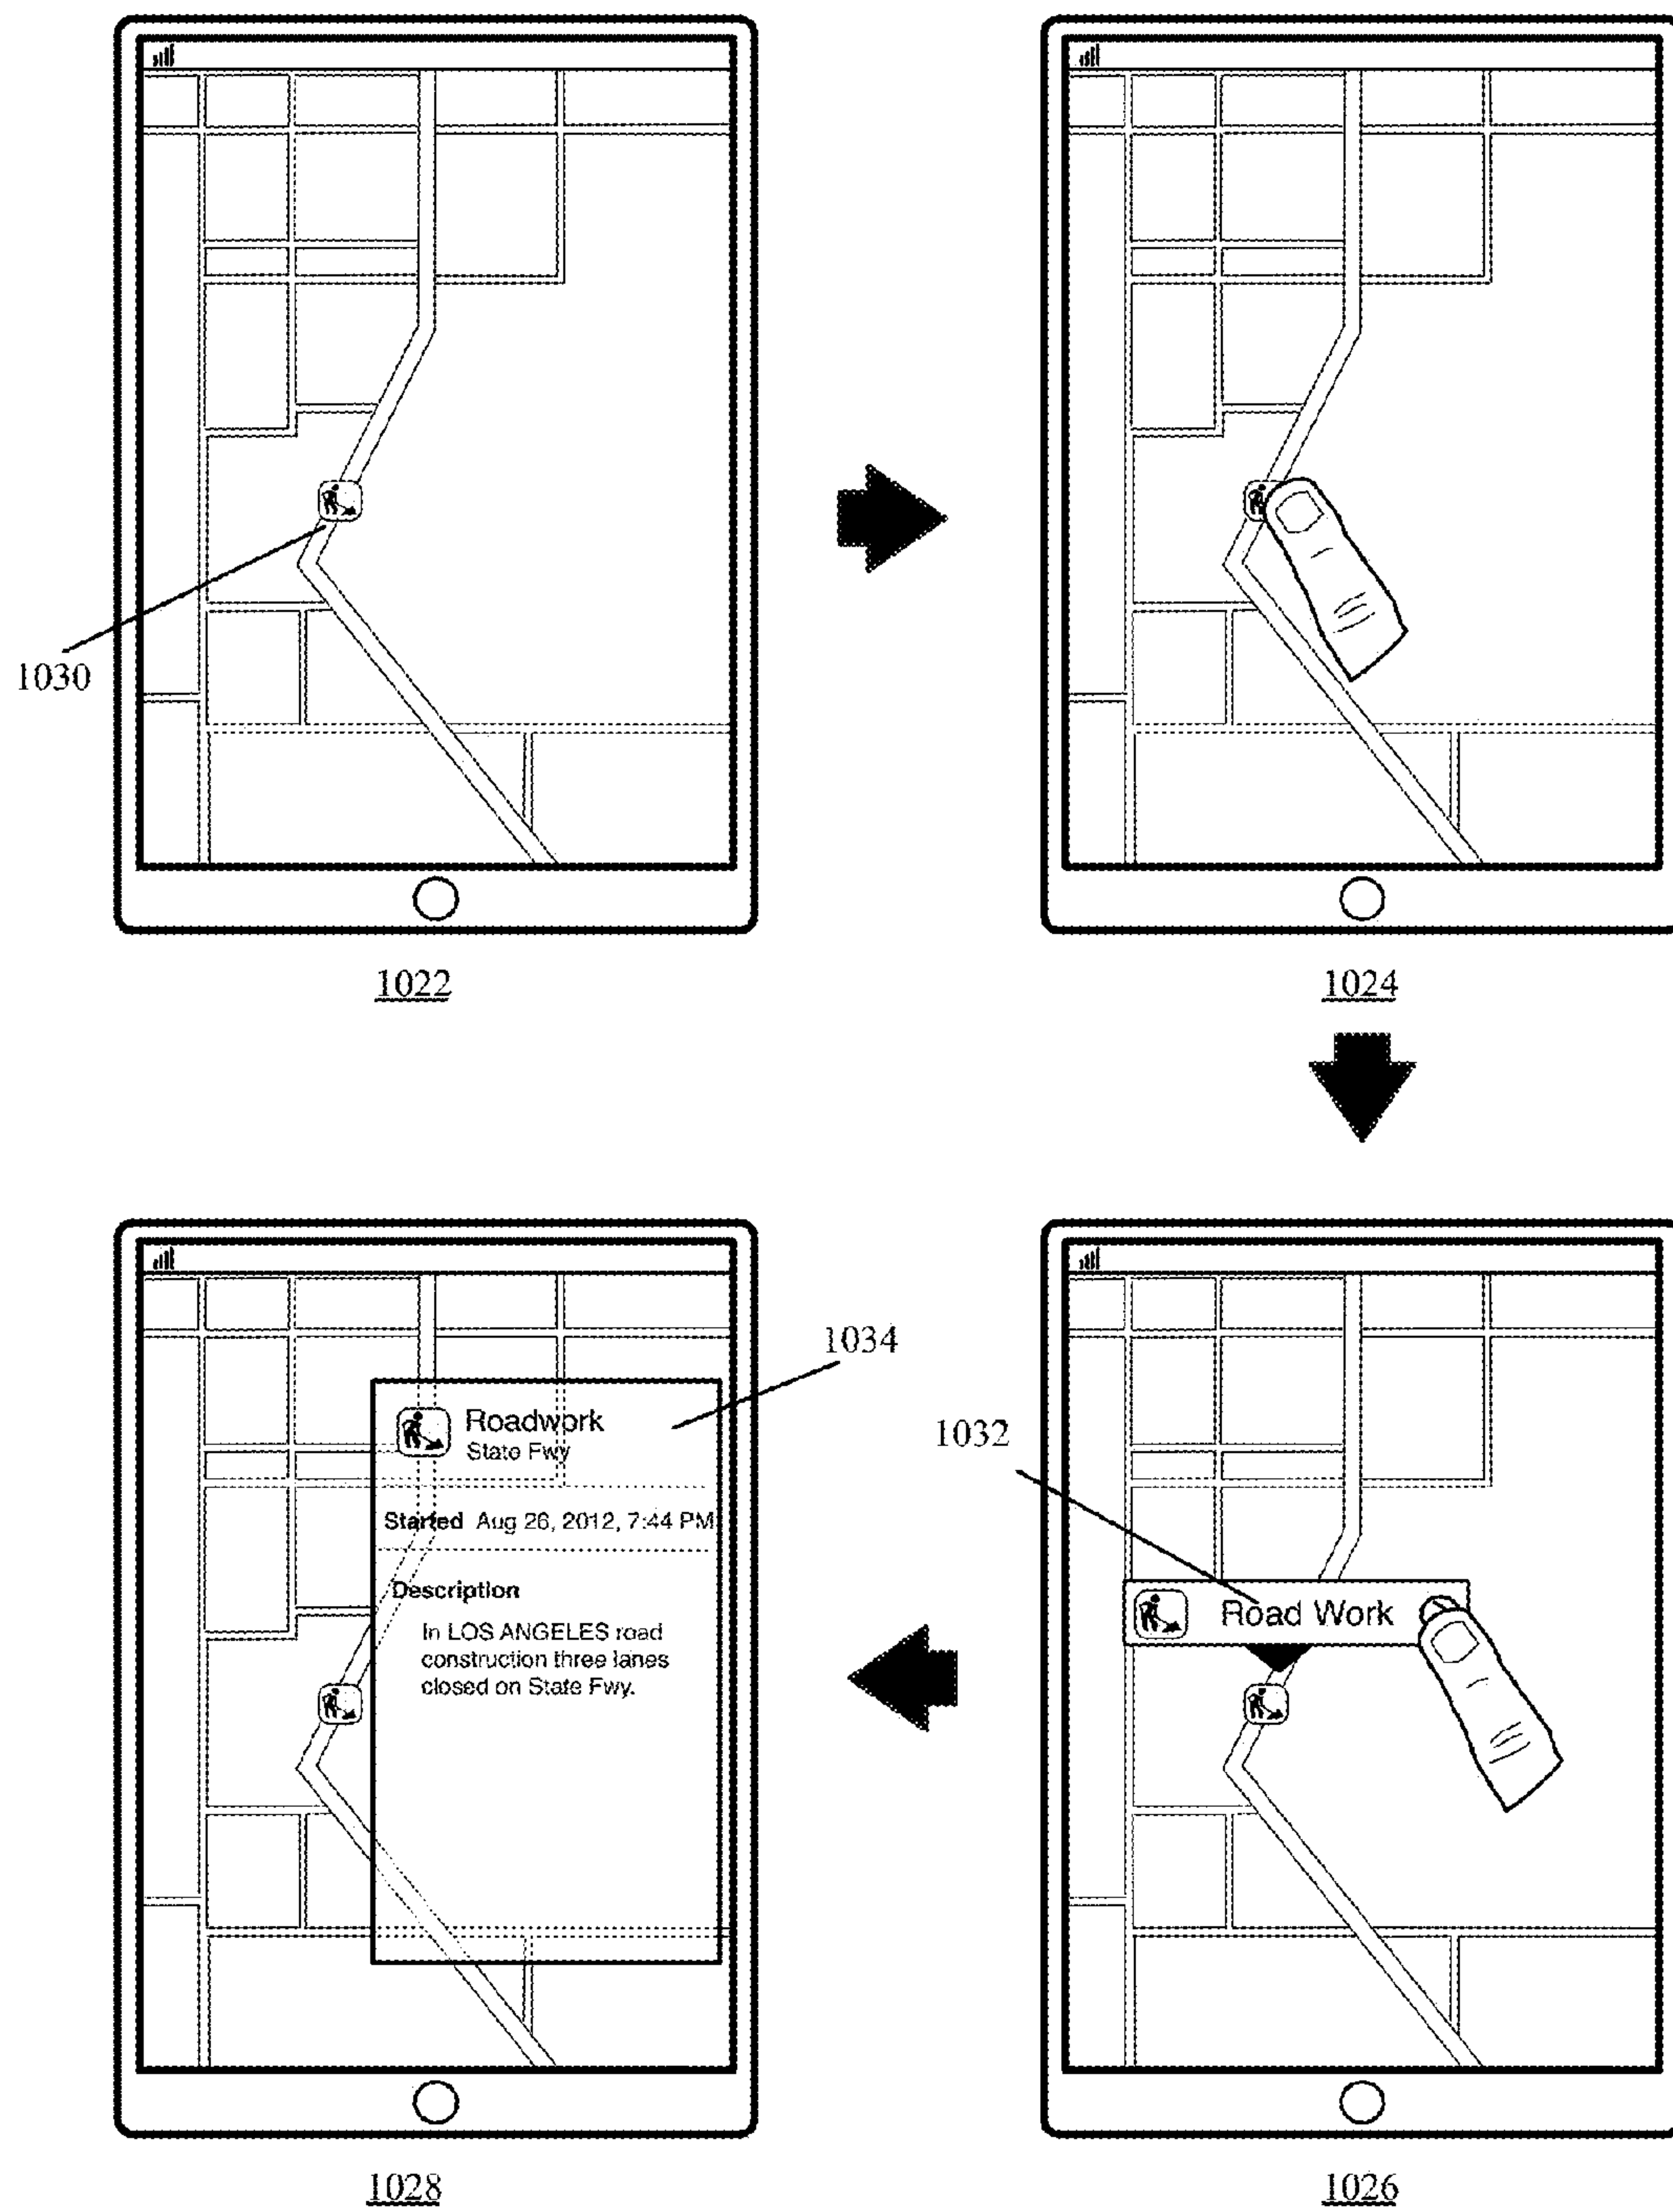 1030
1022
1024
1034
Roadwork
State Fwy
Started Aug 26, 2012, 7:44 PM
Description
In LOS ANGELES road
construction three lanes
closed on State Fwy.
1028
1032
Road Work
1026